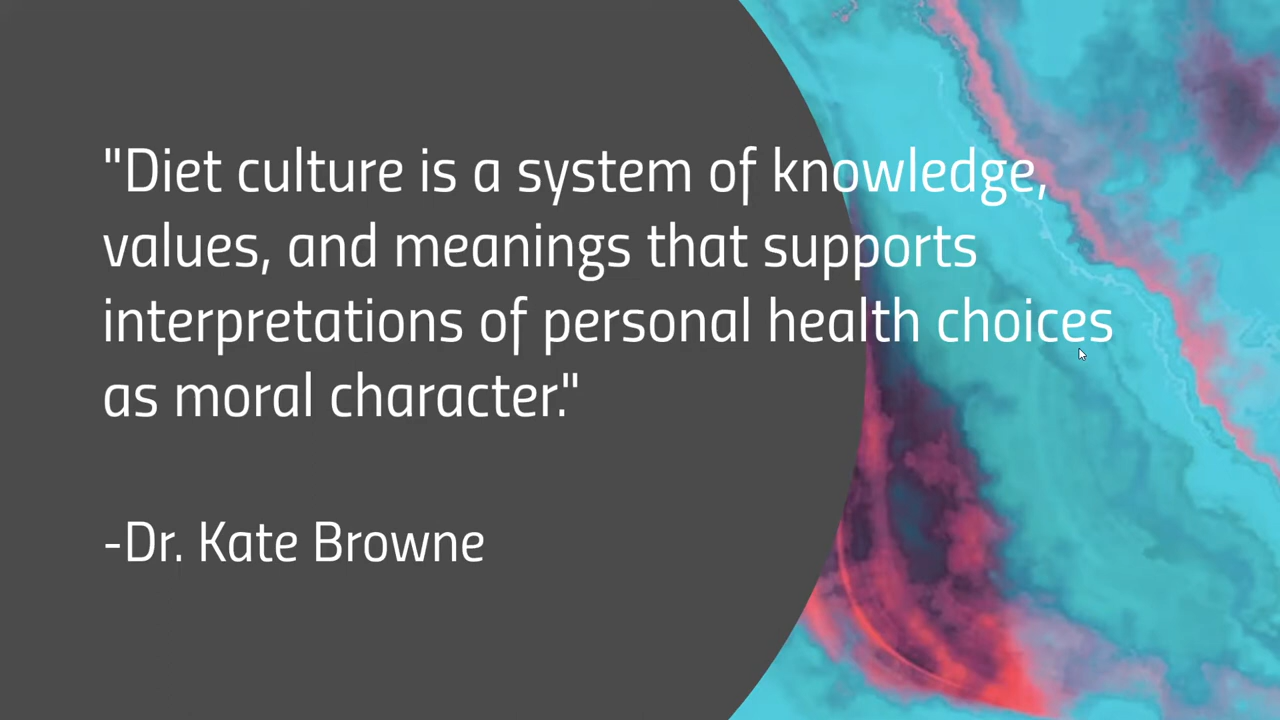 "Diet culture is a system of knowledge,
values, and meanings that supports
interpretations of personal health choices
as moral character."
-Dr. Kate Browne